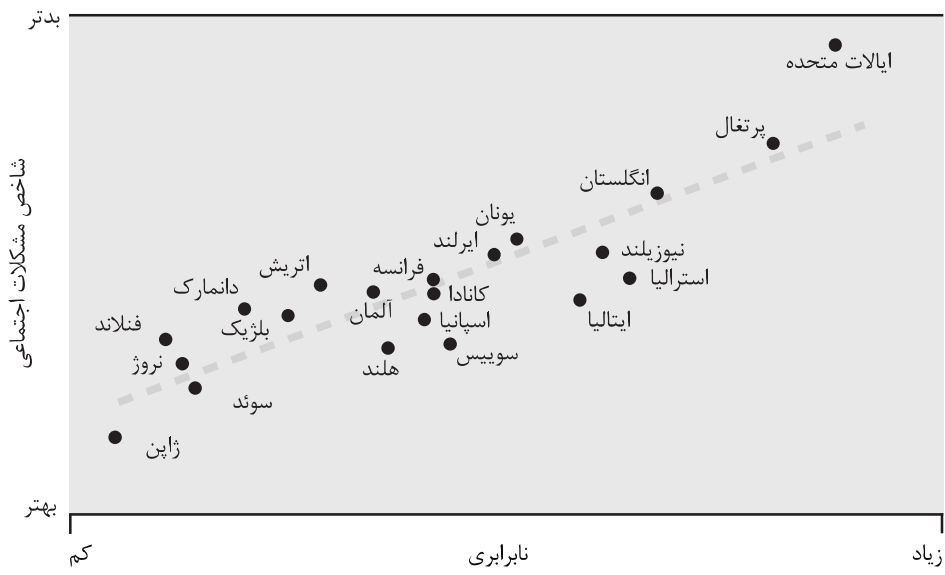 بدتر
ایالات متحده
پرتغال
انگلستان
یونان
ایرلند
نیوزیلند
استرالیا
فرانسه
کانادا
اتریش
دانمارک
آلمان
اسپانیا
ایتالیا
بلژیک
فنلاند
سوییس
هلند
نروژ
سوئد
ژاپن
شاخص مشکلات اجتماعی
بهتر
کم
نابرابری
زیاد